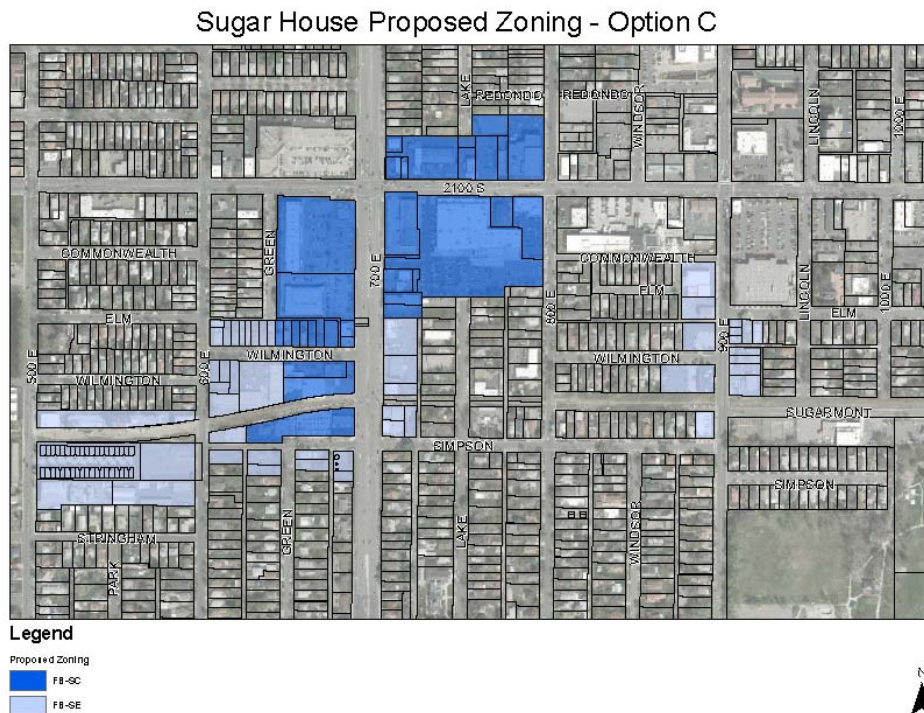 Sugar House Proposed Zoning - Option C
LAKE
REDONDO
REDONDO
WINDSOR
LINCOLN
1000 E
2100 S
COMMONWEALTH
GREEN
700 E
COMMONWEALTH
ELM
800 E
LINCOLN
1000 E
ELM
ELM
500 E
600 E
WILMINGTON
WILMINGTON
900 E
WILMINGTON
SUGARMONT
SIMPSON
SIMPSON
STRINGHAM
PARK
GREEN
LAKE
WINDSOR
Legend
Proposed Zoning
FB-SC
FB-SE
N